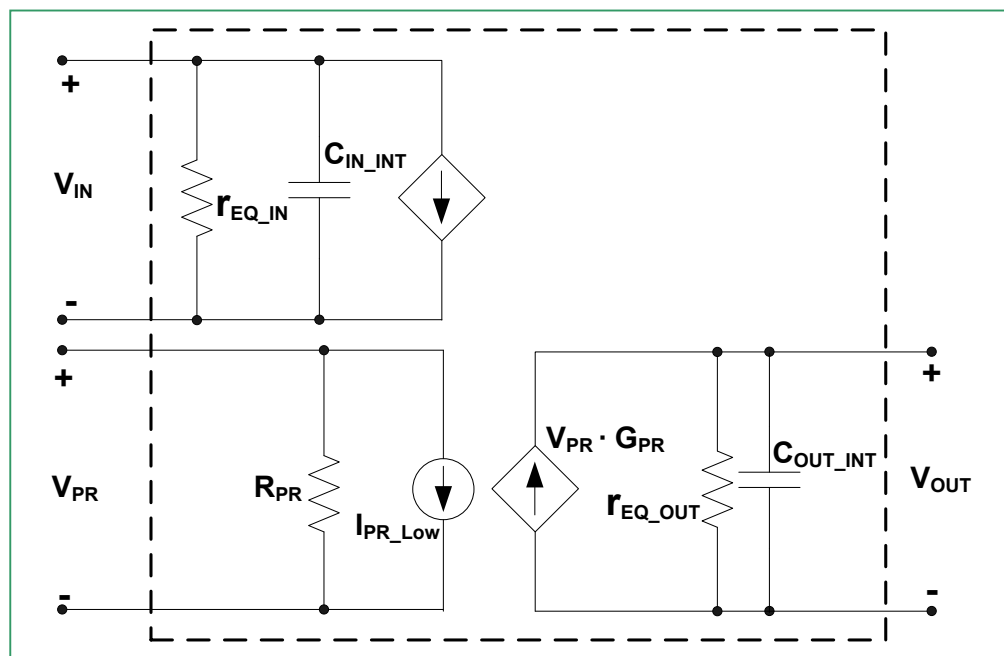 +
V_IN
-
r_EQ_IN
C_IN_INT
+
V_PR
-
R_PR
I_PR_Low
V_PR · G_PR
r_EQ_OUT
C_OUT_INT
+
V_OUT
-